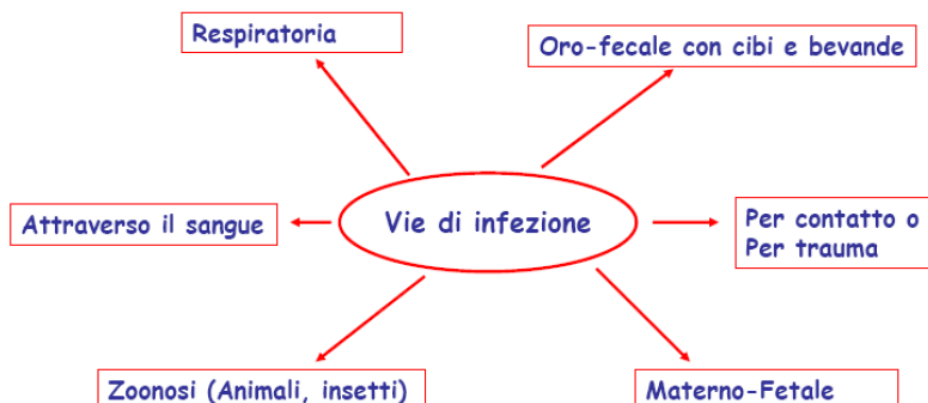 Respiratoria
Oro-fecale con cibi e bevande
Attraverso il sangue
Vie di infezione
Per contatto o
Per trauma
Zoonosi (Animali, insetti)
Materno-Fetale